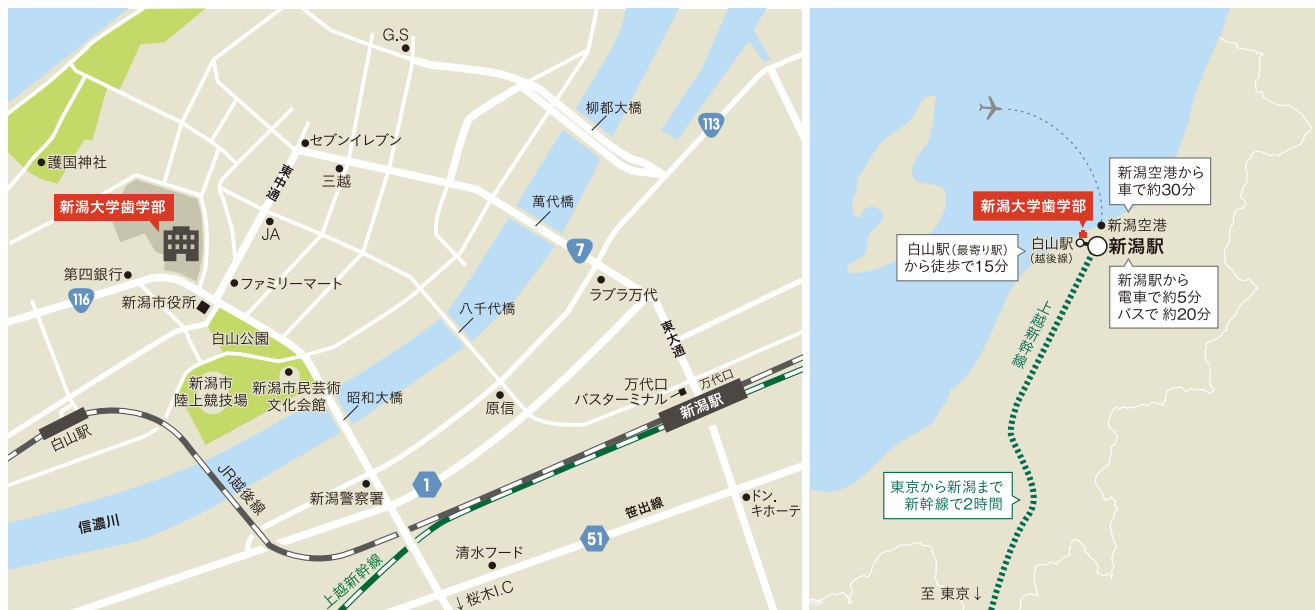 G.S
柳都大橋
113
セブンイレブン
護国神社
三越
東中通
新潟大学歯学部
萬代橋
JA
7
第四銀行
ファミリーマート
116
新潟市役所
ラブラ万代
八千代橋
東大通
白山公園
新潟市
陸上競技場
新潟市民芸術
文化会館
昭和大橋
万代口
バスターミナル
万代口
原信
新潟駅
白山駅
JR越後線
1
新潟警察署
ドン.
キホーテ
笹出線
信濃川
51
清水フード
上越新幹線
↓桜木I.C
新潟空港から
車で約30分
新潟大学歯学部
新潟空港
白山駅(最寄り駅)
から徒歩で15分
白山駅
(越後線)
新潟駅
新潟駅から
電車で約5分
バスで 約20分
上越新幹線
東京から新潟まで
新幹線で2時間
至 東京↓